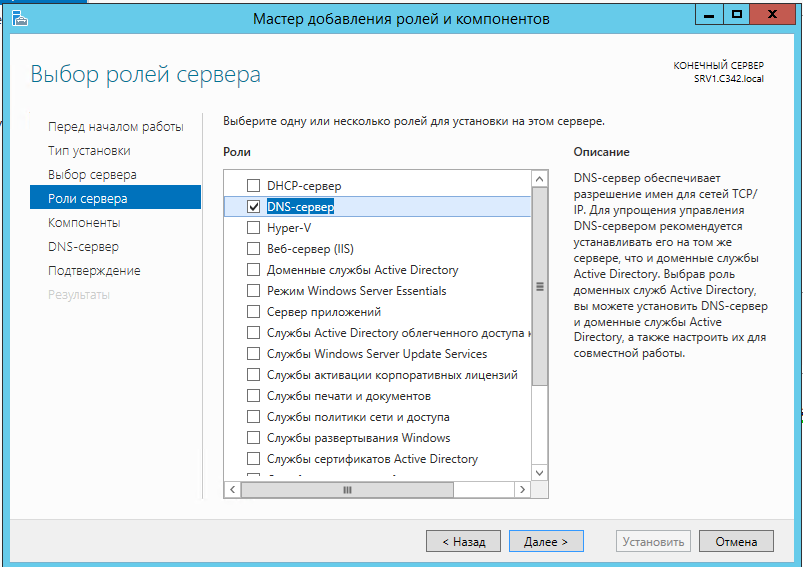 Мастер добавления ролей и компонентов
Выбор ролей сервера
КОНЕЧНЫЙ СЕРВЕР
SRV1.C342.local
Перед началом работы
Тип установки
Выбор сервера
Роли сервера
Компоненты
DNS-сервер
Подтверждение
Результаты
Выберите одну или несколько ролей для установки на этом сервере.
Роли
DHCP-сервер
DNS-сервер
Hyper-V
Веб-сервер (IIS)
Доменные службы Active Directory
Режим Windows Server Essentials
Сервер приложений
Службы Active Directory облегченного доступа к
Службы Windows Server Update Services
Службы активации корпоративных лицензий
Службы печати и документов
Службы политики сети и доступа
Службы развертывания Windows
Службы сертификатов Active Directory
Описание
DNS-сервер обеспечивает
разрешение имен для сетей TCP/
IP. Для упрощения управления
DNS-сервером рекомендуется
устанавливать его на том же
сервере, что и доменные службы
Active Directory. Выбрав роль
доменных служб Active Directory,
вы можете установить DNS-сервер
и доменные службы Active
Directory, а также настроить их для
совместной работы.
< Назад
Далее >
Установить
Отмена